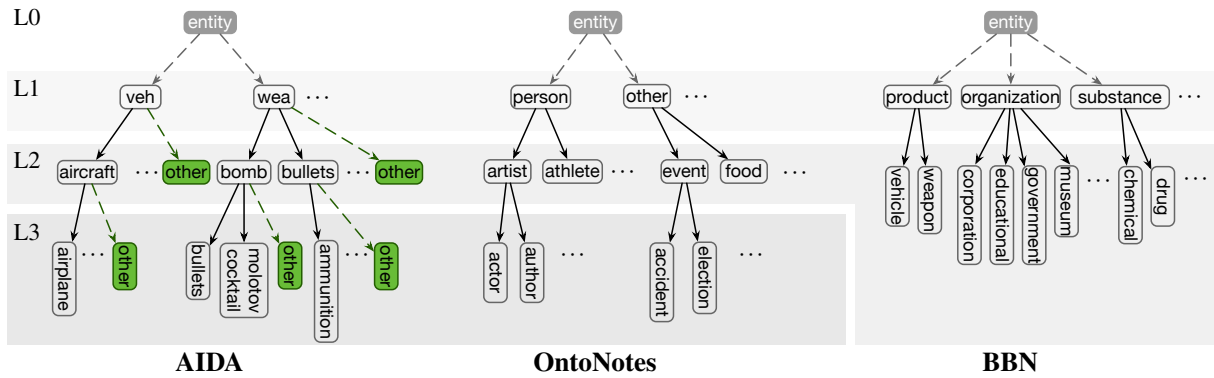 L0
entity
entity
entity
L1
veh
wea
...
person
other
...
product
organization
substance
...
L2
aircraft
...
other
bomb
bullets
...
other
artist
athlete
...
event
food
...
vehicle
weapon
corporation
educational
government
museum
...
chemical
drug
...
L3
airplane
...
other
bullets
molotov
cocktail
other
ammunition
...
other
actor
author
...
accident
election
...
AIDA
OntoNotes
BBN